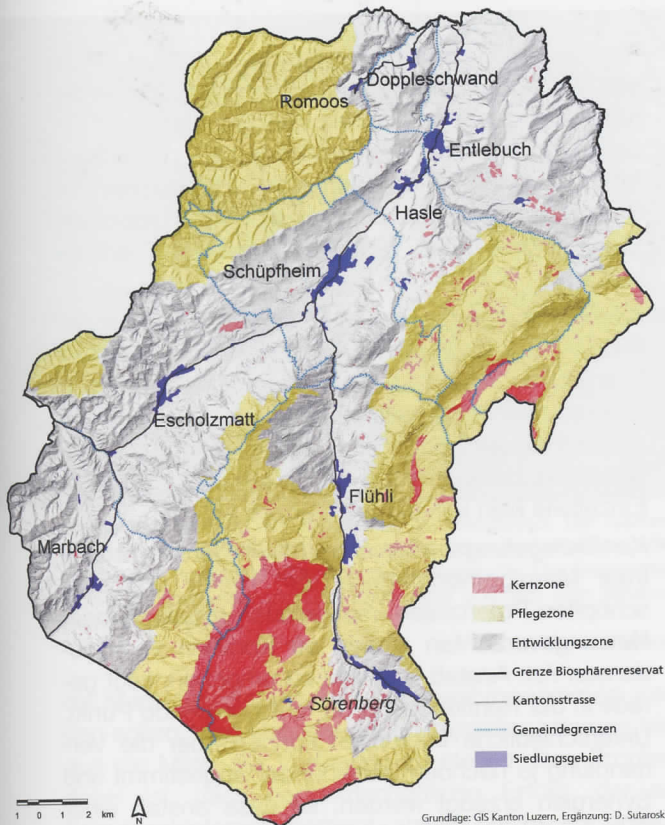 Doppleschwand
Romoos
Entlebuch
Hasle
Schüpfheim
Escholzmatt
Flühli
Marbach
Sörenberg
Kernzone
Pflegezone
Entwicklungszone
Grenze Biosphärenreservat
Kantonsstrasse
Gemeindegrenzen
Siedlungsgebiet
1 0 2 km
N
Grundlage: GIS Kanton Luzern, Ergänzung: D. Sutarosk